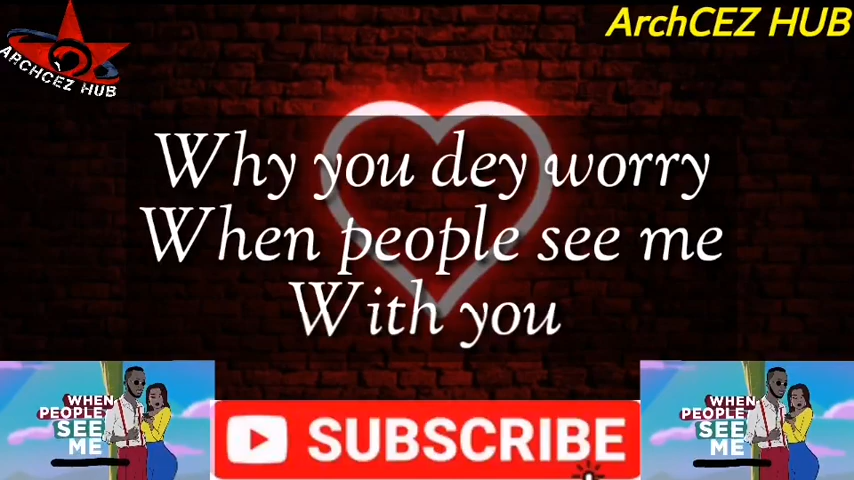 ArchCEZ HUB
ARCHCEZ HUB
Why you dey worry
When people see me
With you
WHEN
PEOPLE
SEE
ME
SUBSCRIBE
WHEN
PEOPLE
SEE
ME